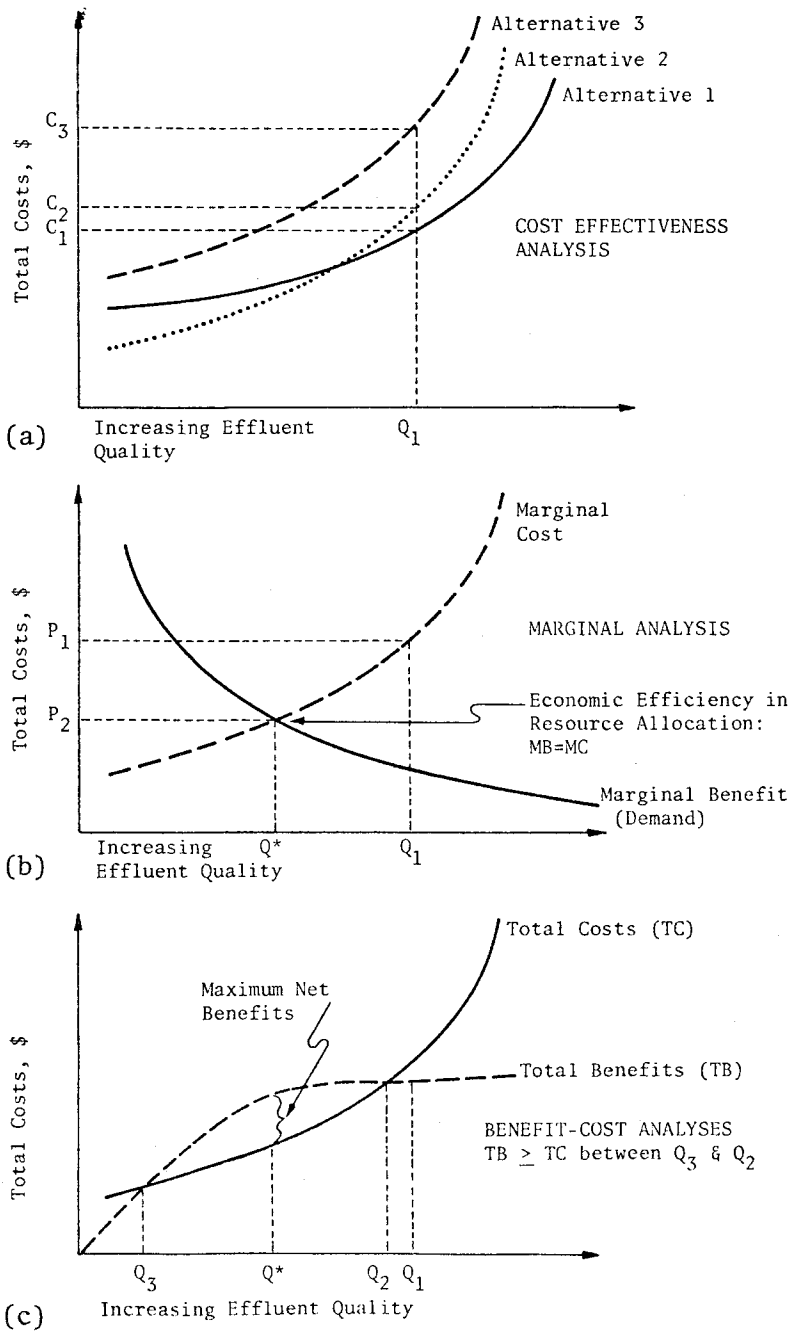 Alternative 3
Alternative 2
Alternative 1
C3
C2
C1
Total Costs, $
COST EFFECTIVENESS
ANALYSIS
(a)
Increasing Effluent
Quality
Q1
Marginal
Cost
P1
MARGINAL ANALYSIS
P2
Economic Efficiency in
Resource Allocation:
MB=MC
Total Costs, $
Marginal Benefit
(Demand)
(b)
Increasing
Effluent Quality
Q*
Q1
Total Costs (TC)
Maximum Net
Benefits
Total Benefits (TB)
Total Costs, $
BENEFIT-COST ANALYSES
TB ≥ TC between Q3 & Q2
Q3
Q*
Q2
Q1
(c)
Increasing Effluent Quality